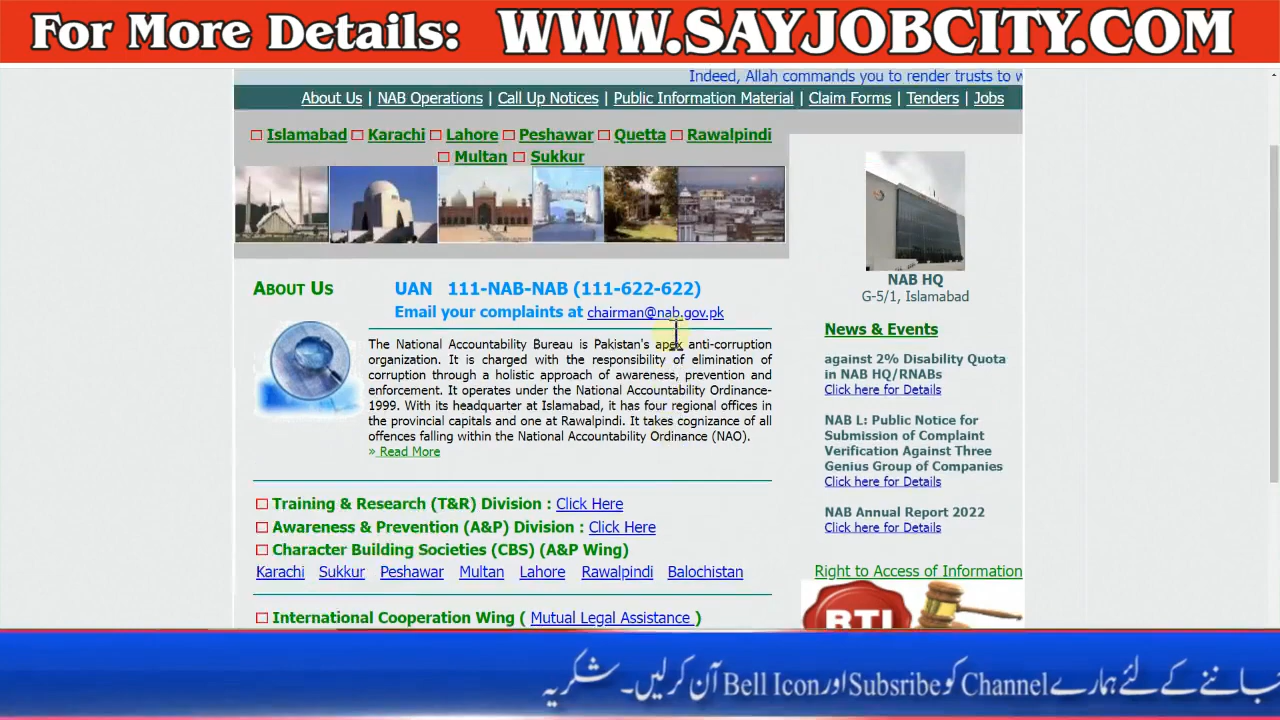 For More Details: WWW.SAYJOBCITY.COM
Indeed, Allah commands you to render trusts to w
About Us | NAB Operations | Call Up Notices | Public Information Material | Claim Forms | Tenders | Jobs
Islamabad Karachi Lahore Peshawar Quetta Rawalpindi
Multan Sukkur
NAB HQ
G-5/1, Islamabad
ABOUT US
UAN 111-NAB-NAB (111-622-622)
Email your complaints at chairman@nab.gov.pk
The National Accountability Bureau is Pakistan's apex anti-corruption
organization. It is charged with the responsibility of elimination of
corruption through a holistic approach of awareness, prevention and
enforcement. It operates under the National Accountability Ordinance-
1999. With its headquarter at Islamabad, it has four regional offices in
the provincial capitals and one at Rawalpindi. It takes cognizance of all
offences falling within the National Accountability Ordinance (NAO).
» Read More
News & Events
against 2% Disability Quota
in NAB HQ/RNABs
Click here for Details
NAB L: Public Notice for
Submission of Complaint
Verification Against Three
Genius Group of Companies
Click here for Details
NAB Annual Report 2022
Click here for Details
Training & Research (T&R) Division : Click Here
Awareness & Prevention (A&P) Division : Click Here
Character Building Societies (CBS) (A&P Wing)
Karachi Sukkur Peshawar Multan Lahore Rawalpindi Balochistan
International Cooperation Wing ( Mutual Legal Assistance )
Right to Access of Information
RTI
جاننے کے لئے ہمارے Channel کو Subsribe اور Bell Icon آن کر لیں۔ شکریہ